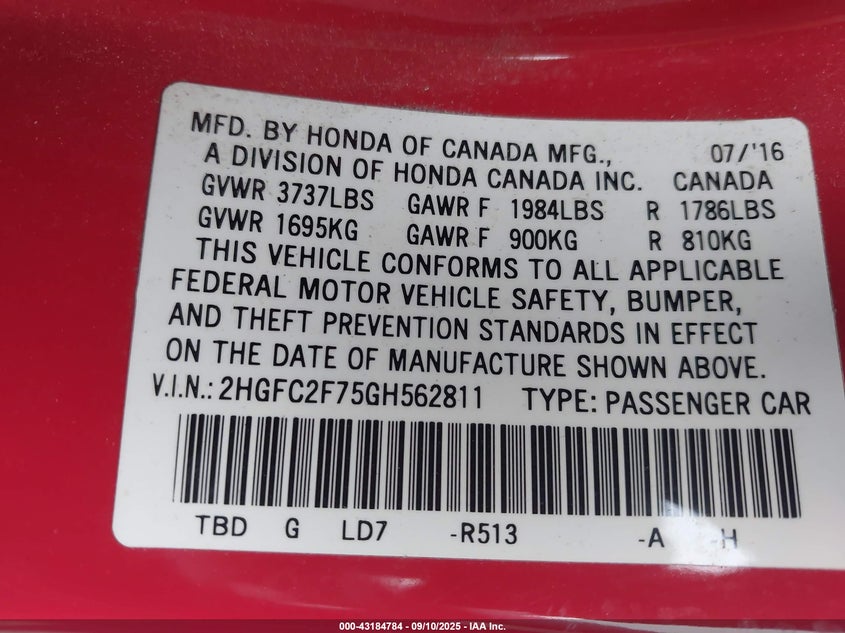 MFD. BY HONDA OF CANADA MFG., 07/'16
A DIVISION OF HONDA CANADA INC. CANADA
GVWR 3737LBS GAWR F 1984LBS R 1786LBS
GVWR 1695KG GAWR F 900KG R 810KG
THIS VEHICLE CONFORMS TO ALL APPLICABLE
FEDERAL MOTOR VEHICLE SAFETY, BUMPER,
AND THEFT PREVENTION STANDARDS IN EFFECT
ON THE DATE OF MANUFACTURE SHOWN ABOVE.
V.I.N.: 2HGFC2F75GH562811 TYPE: PASSENGER CAR
TBD G LD7 -R513 -A -H
000-43184784 - 09/10/2025 - IAA Inc.